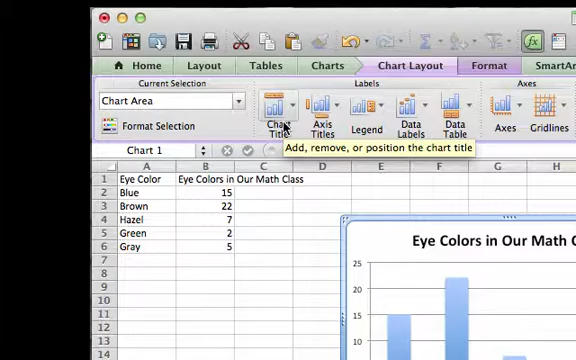 fx
Home Layout Tables Charts Chart Layout Format SmartAr
Current Selection Labels Axes
Chart Area
Format Selection
Chart Title
Axis Titles
Legend
Data Labels
Data Table
Axes
Gridlines
Add, remove, or position the chart title
Chart 1
A B C D E F G H
1 Eye Color Eye Colors in Our Math Class
2 Blue 15
3 Brown 22
4 Hazel 7
5 Green 2
6 Gray 5
7
8
9
10
11
12
13
14
Eye Colors in Our Math C
25
20
15
10
5